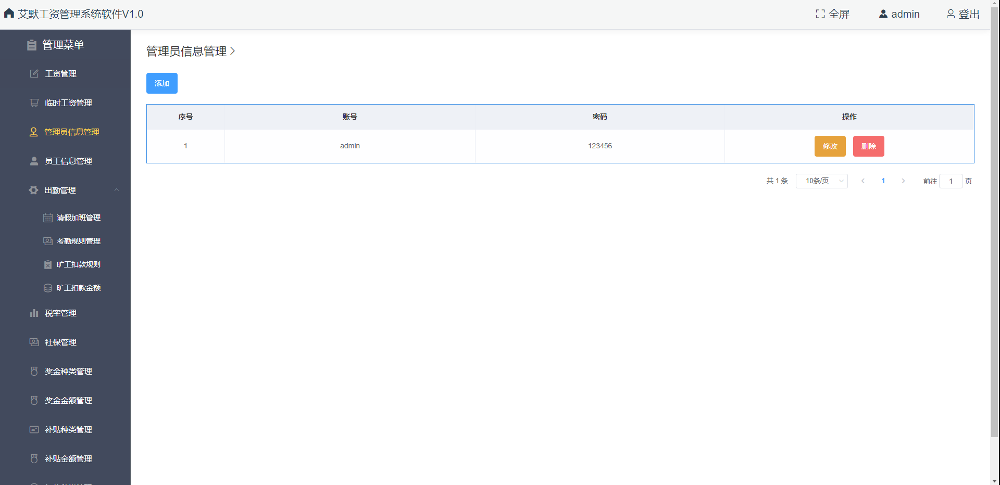 艾默工资管理系统软件V1.0
全屏
admin
登出
管理菜单
工资管理
临时工资管理
管理员信息管理
员工信息管理
出勤管理
请假加班管理
考勤规则管理
旷工扣款规则
旷工扣款金额
税率管理
社保管理
奖金种类管理
奖金金额管理
补贴种类管理
补贴金额管理
管理员信息管理
添加
序号 账号 密码 操作
1 admin 123456 修改 删除
共 1 条 10条/页 1 前往 1 页